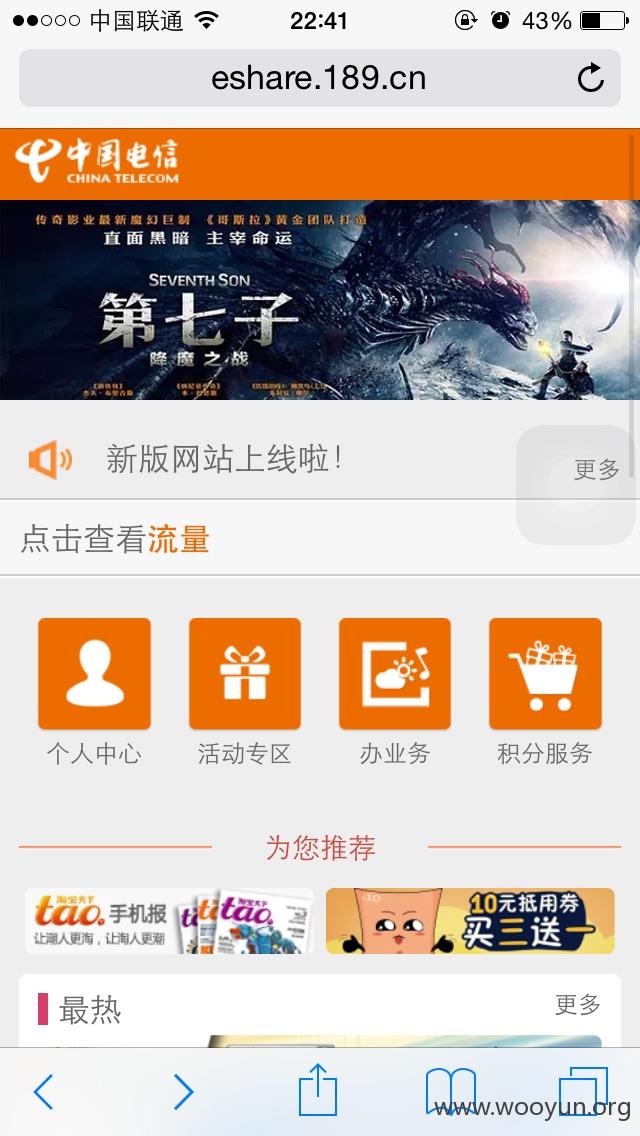 中国联通 22:41 43%
eshare.189.cn
中国电信
CHINA TELECOM
传奇影业最新魔幻巨制 《哥斯拉》黄金团队打造
直面黑暗 主宰命运
SEVENTH SON
第七子
降魔之战
新版网站上线啦!
更多
点击查看流量
个人中心 活动专区 办业务 积分服务
为您推荐
淘宝天下
tao.手机报
让潮人更淘,让淘人更潮
tao.
10元抵用券
买三送一
最热
更多
www.wooyun.org